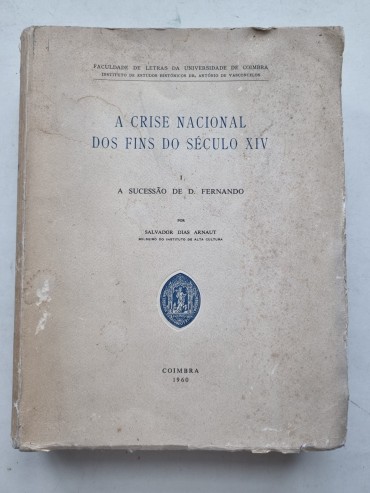 FACULDADE DE LETRAS DA UNIVERSIDADE DE COIMBRA
INSTITUTO DE ESTUDOS HISTÓRICOS DR. ANTÓNIO DE VASCONCELOS
A CRISE NACIONAL
DOS FINS DO SÉCULO XIV
I
A SUCESSÃO DE D. FERNANDO
POR
SALVADOR DIAS ARNAUT
BOLSEIRO DO INSTITUTO DE ALTA CULTURA
COIMBRA
1960